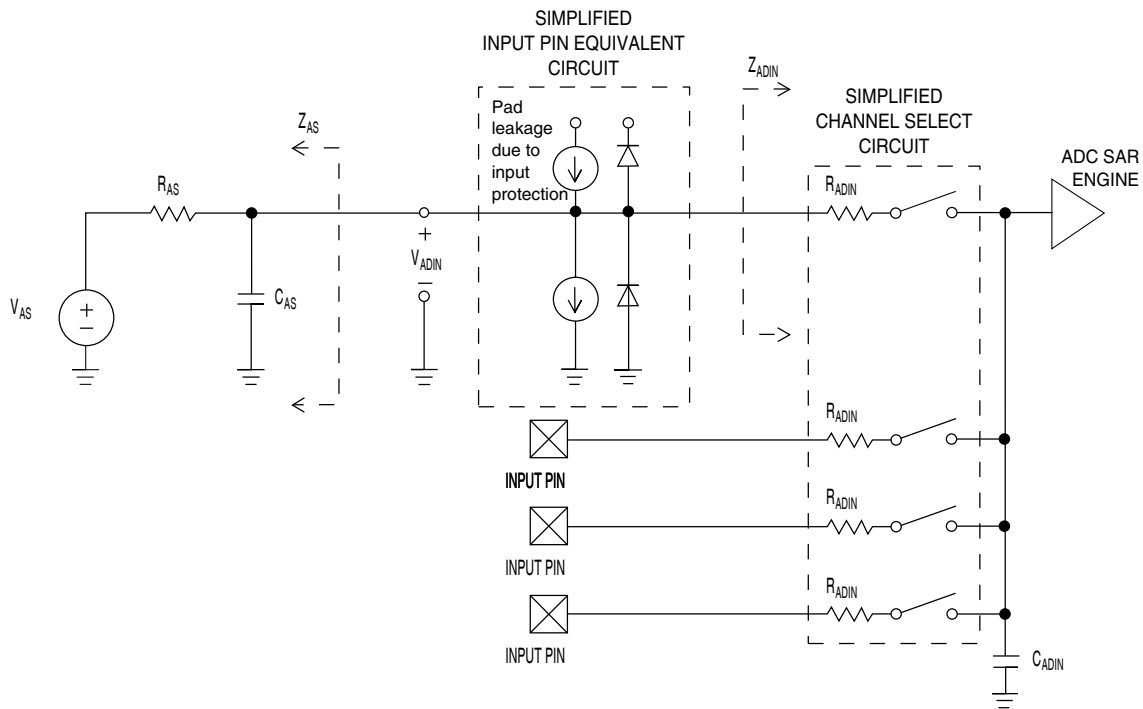 SIMPLIFIED
INPUT PIN EQUIVALENT
CIRCUIT
Pad
leakage
due to
input
protection
Z_ADIN
SIMPLIFIED
CHANNEL SELECT
CIRCUIT
ADC SAR
ENGINE
Z_AS
R_AS
R_ADIN
+
V_ADIN
–
C_AS
V_AS
+
–
R_ADIN
INPUT PIN
R_ADIN
INPUT PIN
R_ADIN
INPUT PIN
C_ADIN